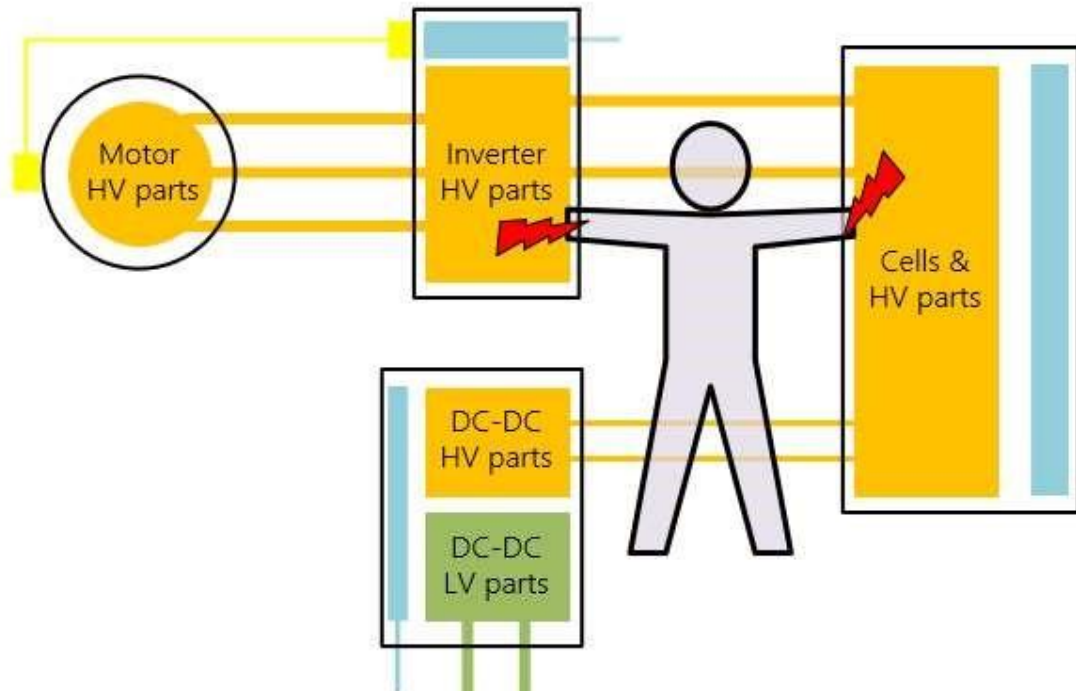 Motor
HV parts
Inverter
HV parts
Cells &
HV parts
DC-DC
HV parts
DC-DC
LV parts